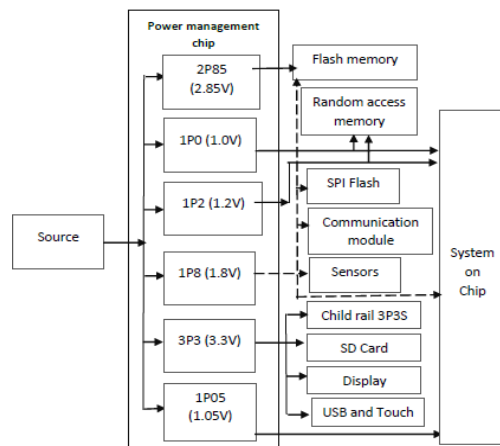 Power management
chip
2P85
(2.85V)
Flash memory
Random access
memory
1P0 (1.0V)
SPI Flash
1P2 (1.2V)
Communication
module
Source
System
on
Chip
1P8 (1.8V)
Sensors
Child rail 3P3S
3P3 (3.3V)
SD Card
Display
1P05
(1.05V)
USB and Touch